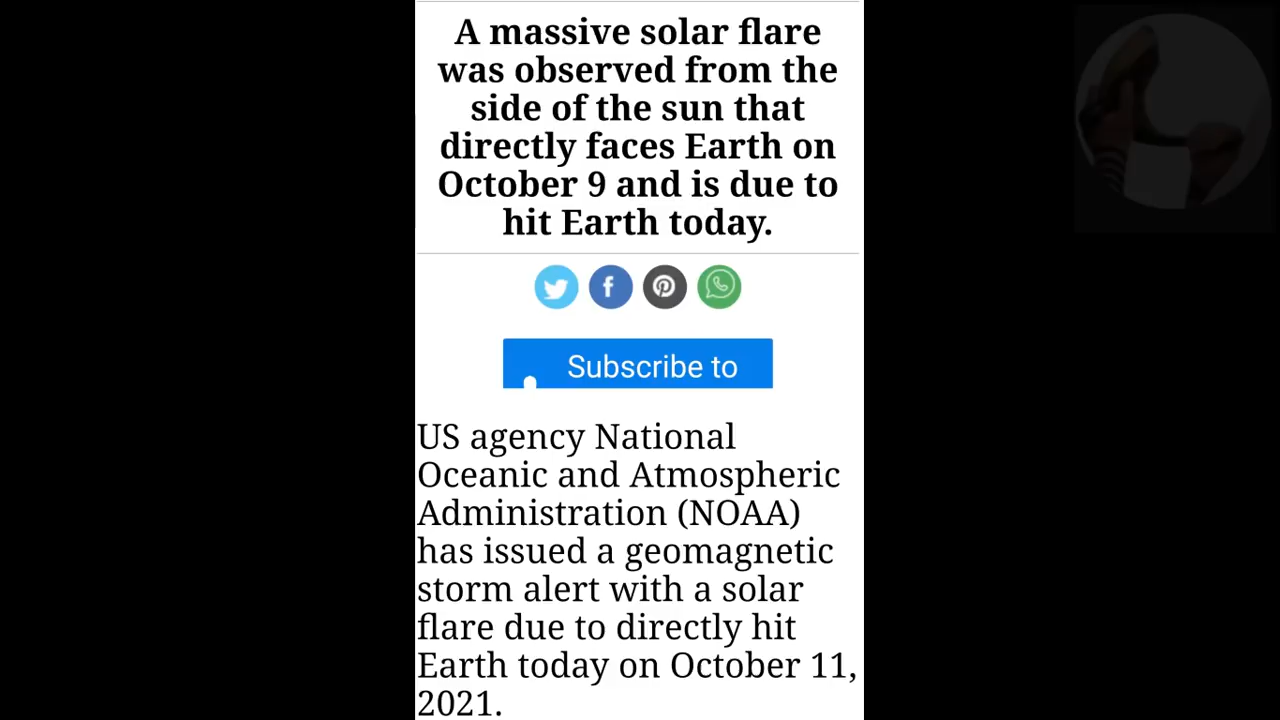 A massive solar flare
was observed from the
side of the sun that
directly faces Earth on
October 9 and is due to
hit Earth today.
Subscribe to
US agency National
Oceanic and Atmospheric
Administration (NOAA)
has issued a geomagnetic
storm alert with a solar
flare due to directly hit
Earth today on October 11,
2021.